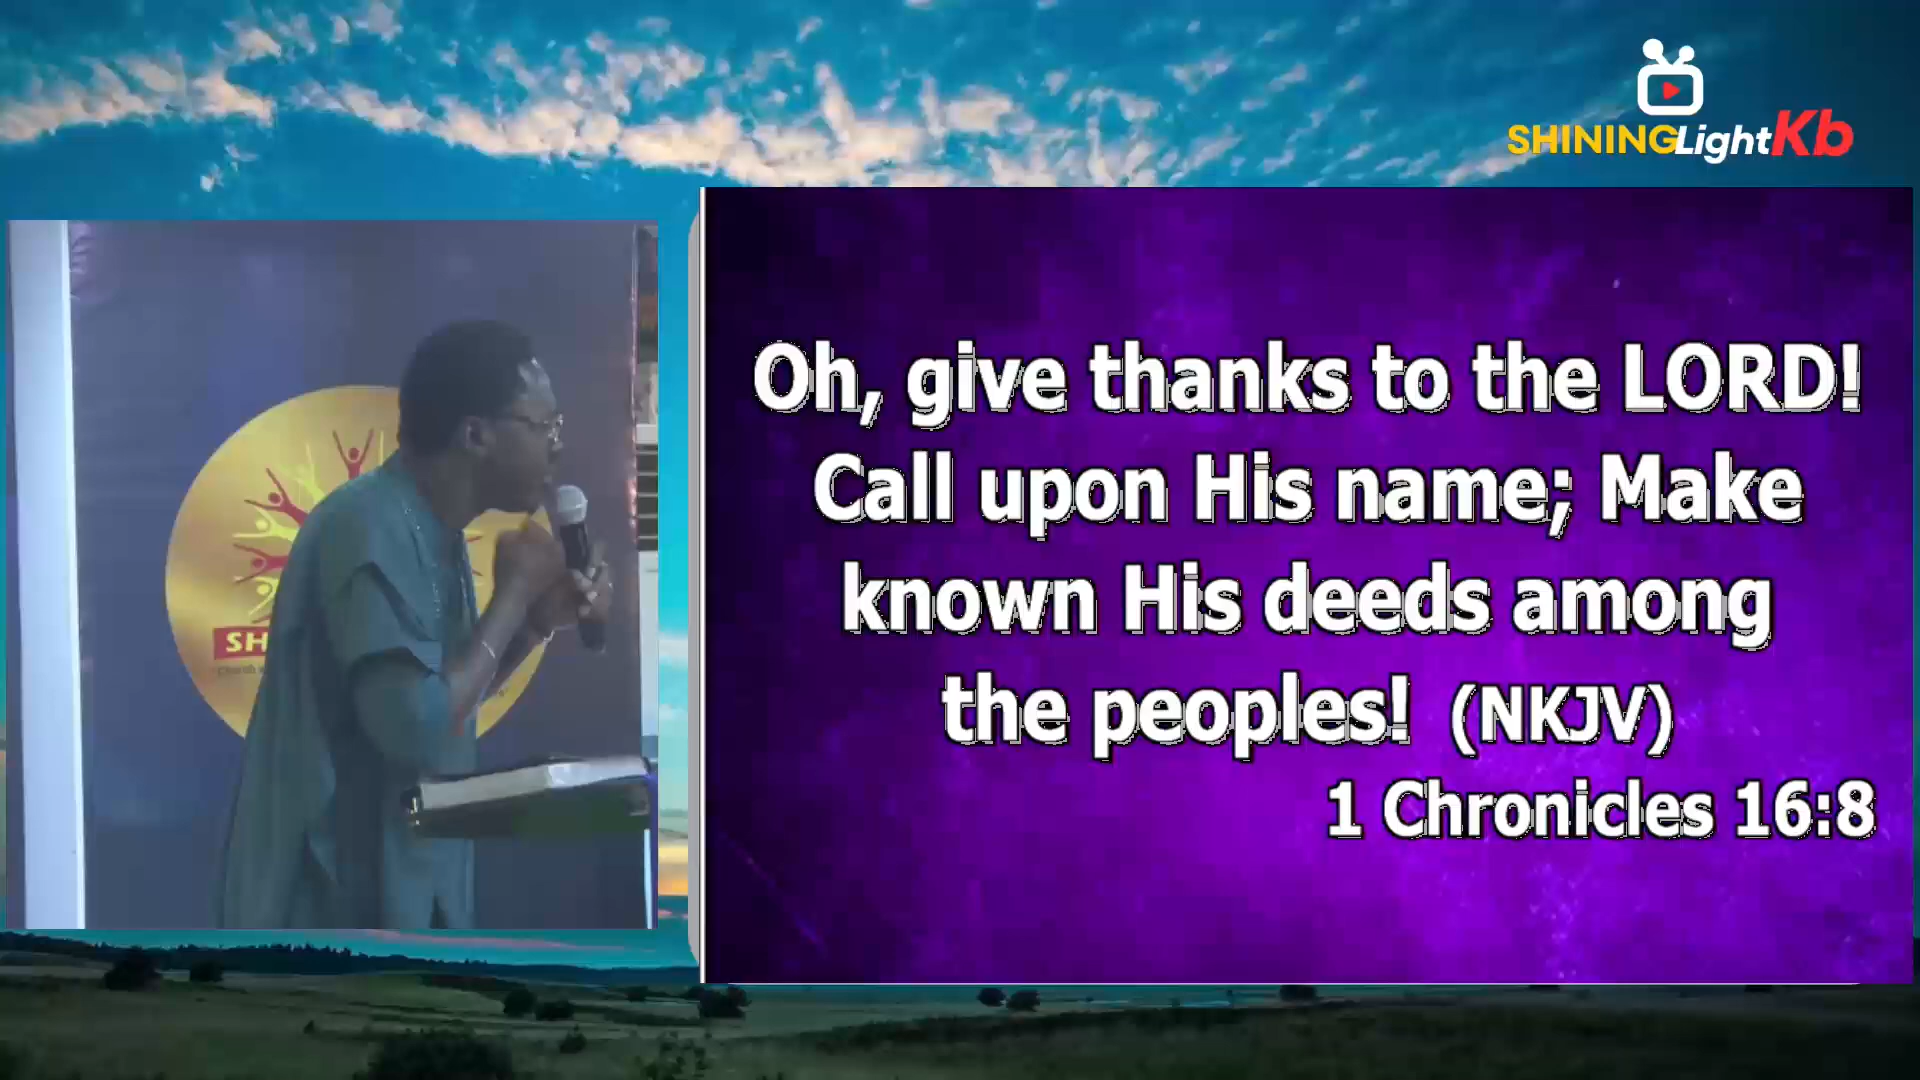 SHININGLightKb
Oh, give thanks to the LORD!
Call upon His name; Make
known His deeds among
the peoples! (NKJV)
1 Chronicles 16:8
SH
Church